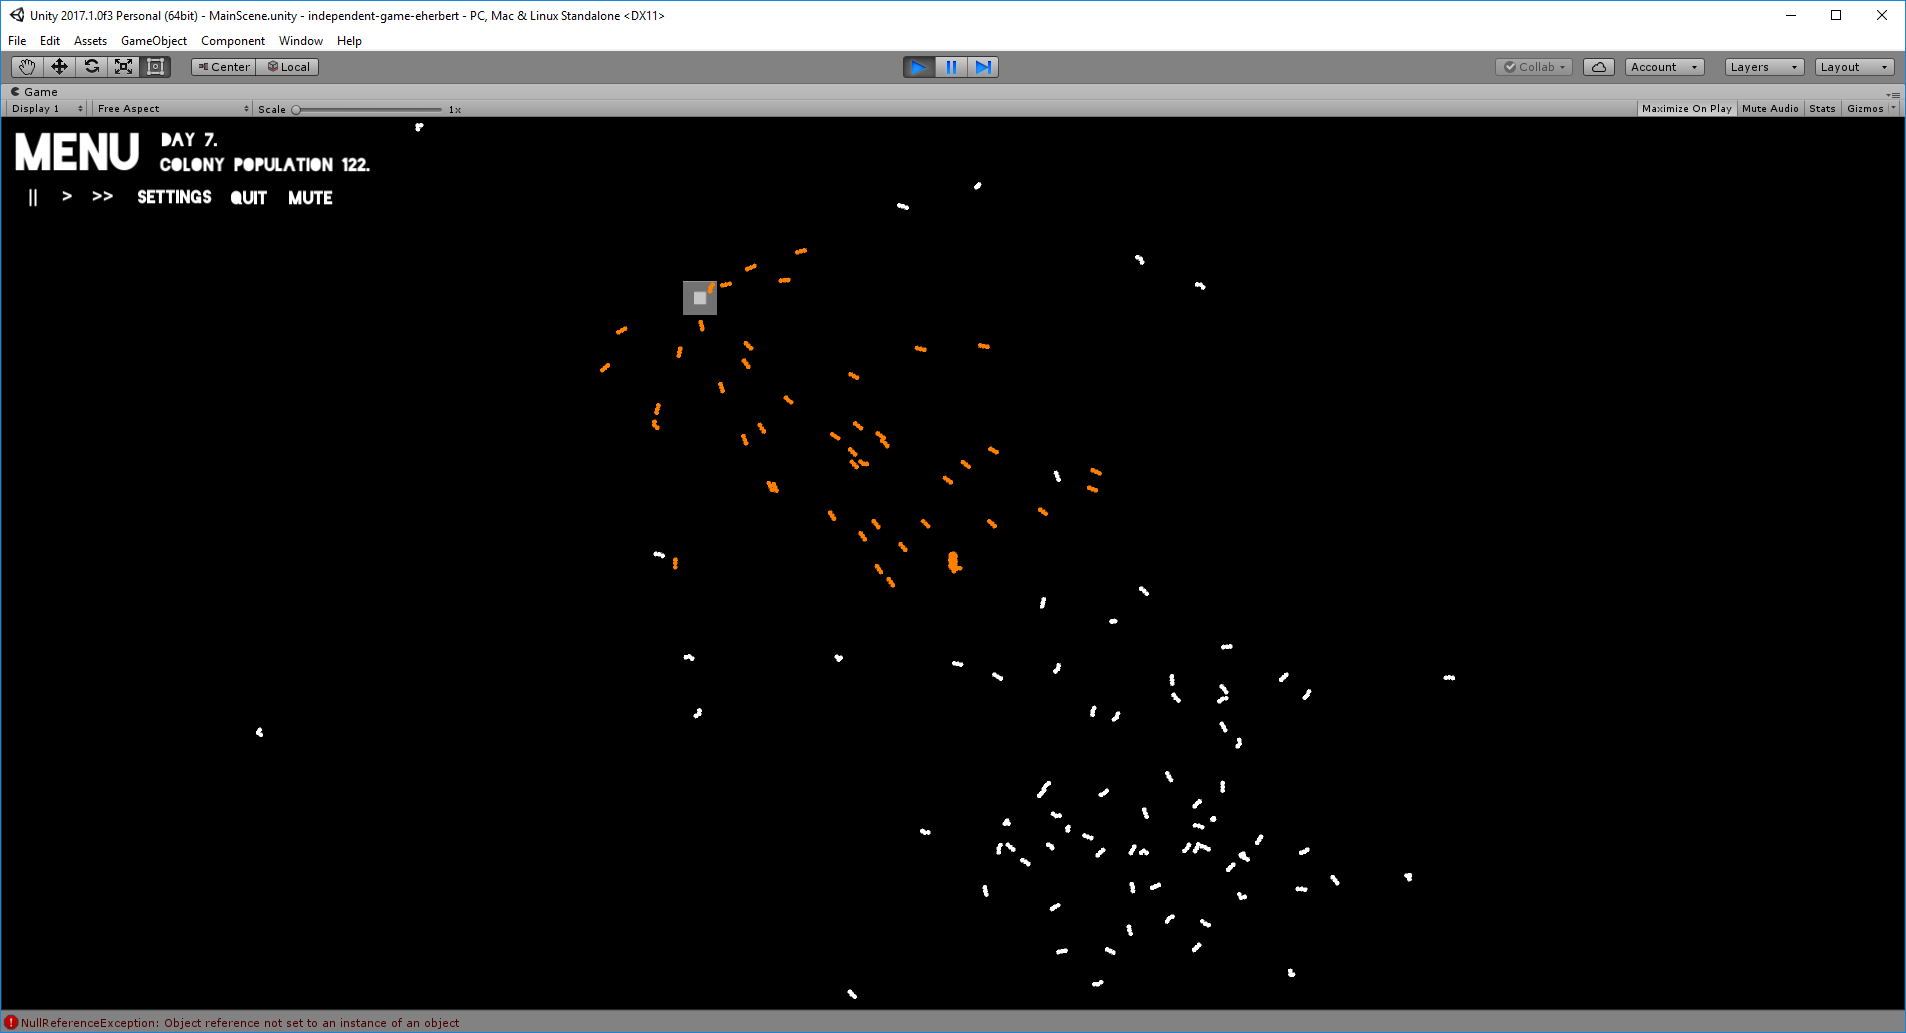 Unity 2017.1.0f3 Personal (64bit) - MainScene.unity - independent-game-eherbert - PC, Mac & Linux Standalone <DX11>
File Edit Assets GameObject Component Window Help
Center Local Collab Account Layers Layout
Game
Display 1 Free Aspect Scale 1x Maximize On Play Mute Audio Stats Gizmos
MENU
DAY 7.
COLONY POPULATION 122.
|| > >> SETTINGS QUIT MUTE
NullReferenceException: Object reference not set to an instance of an object